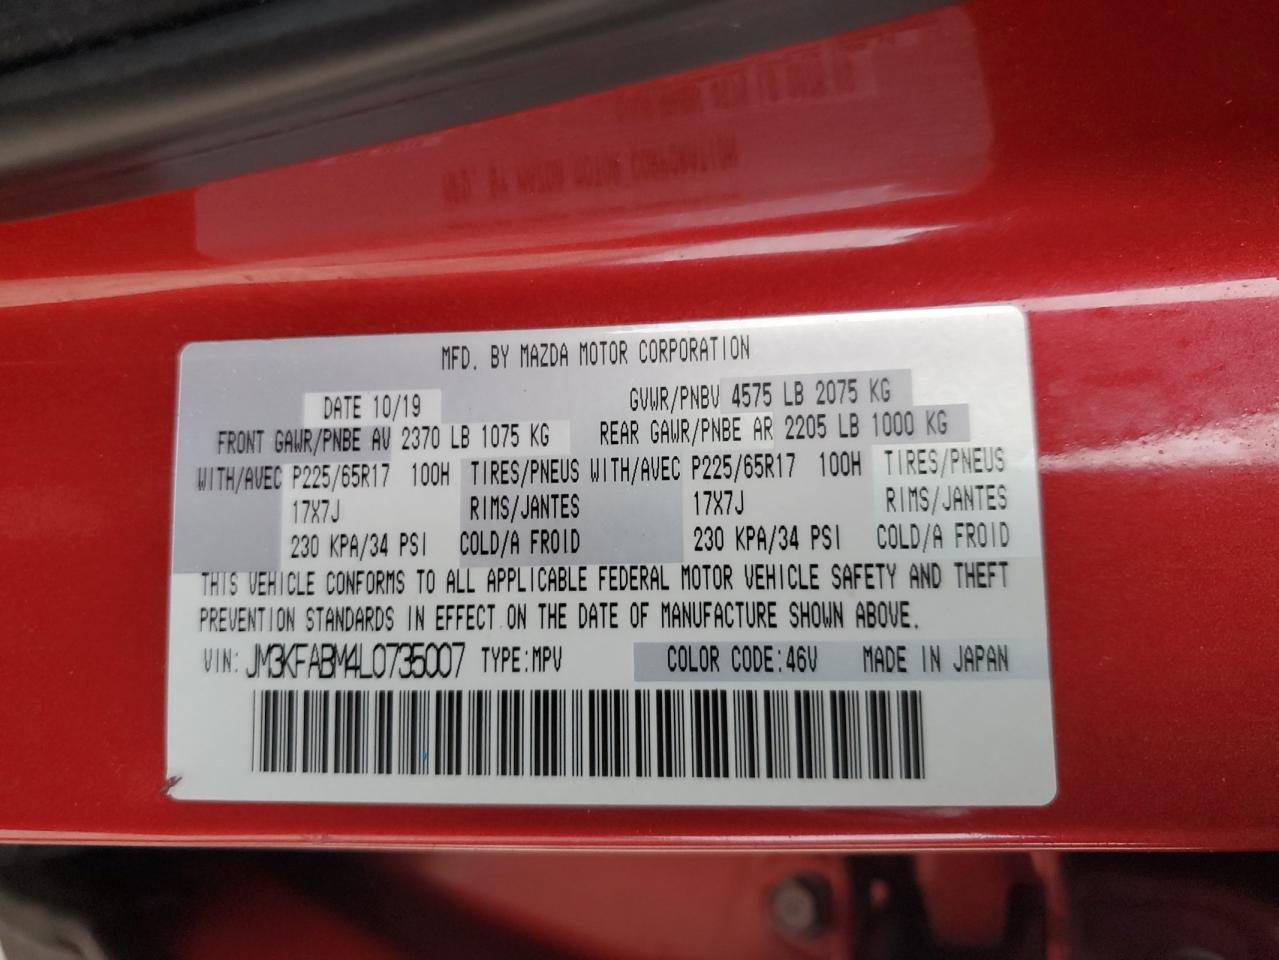 MFD. BY MAZDA MOTOR CORPORATION
DATE 10/19 GVWR/PNBV 4575 LB 2075 KG
FRONT GAWR/PNBE AV 2370 LB 1075 KG REAR GAWR/PNBE AR 2205 LB 1000 KG
WITH/AVEC P225/65R17 100H TIRES/PNEUS WITH/AVEC P225/65R17 100H TIRES/PNEUS
17X7J RIMS/JANTES 17X7J RIMS/JANTES
230 KPA/34 PSI COLD/A FROID 230 KPA/34 PSI COLD/A FROID
THIS VEHICLE CONFORMS TO ALL APPLICABLE FEDERAL MOTOR VEHICLE SAFETY AND THEFT
PREVENTION STANDARDS IN EFFECT ON THE DATE OF MANUFACTURE SHOWN ABOVE.
VIN: JM3KFABM4L0735007 TYPE:MPV COLOR CODE:46V MADE IN JAPAN